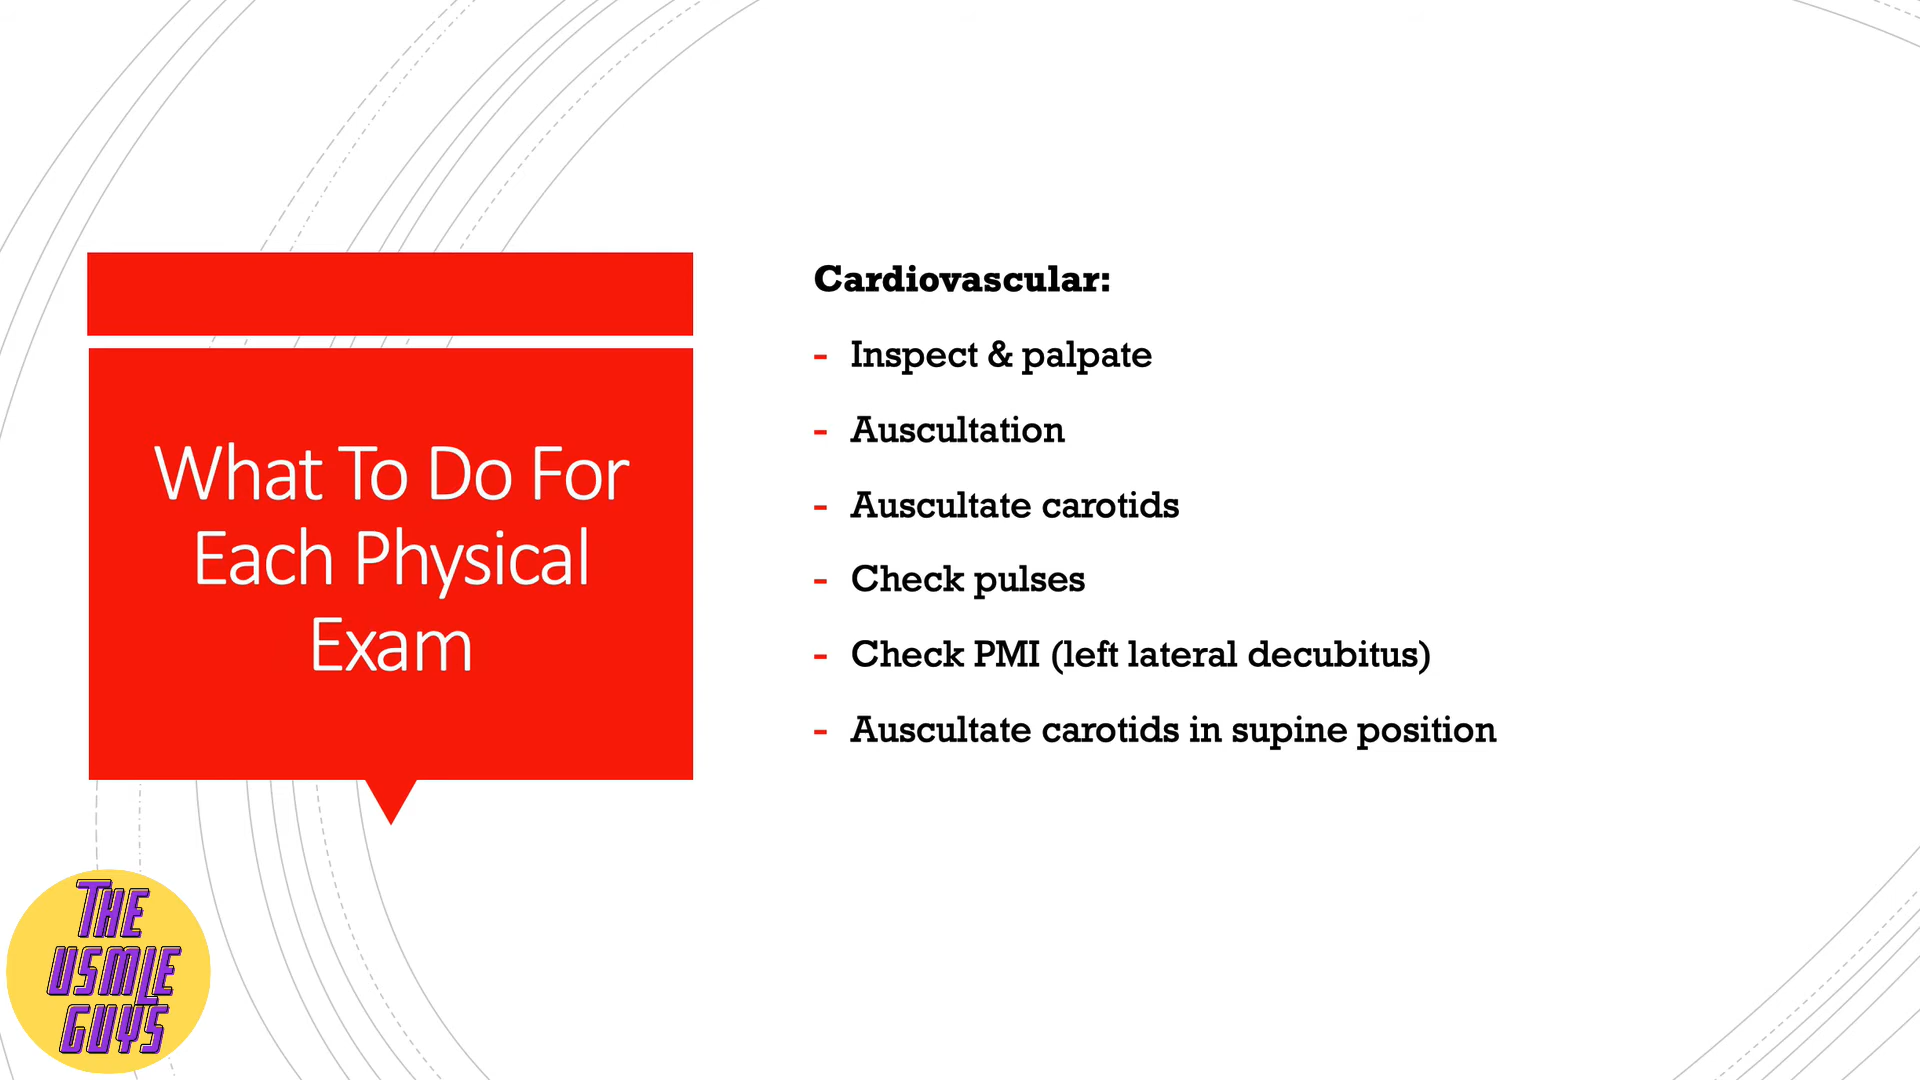 What To Do For
Each Physical
Exam
Cardiovascular:
- Inspect & palpate
- Auscultation
- Auscultate carotids
- Check pulses
- Check PMI (left lateral decubitus)
- Auscultate carotids in supine position
THE
USMLE
GUYS